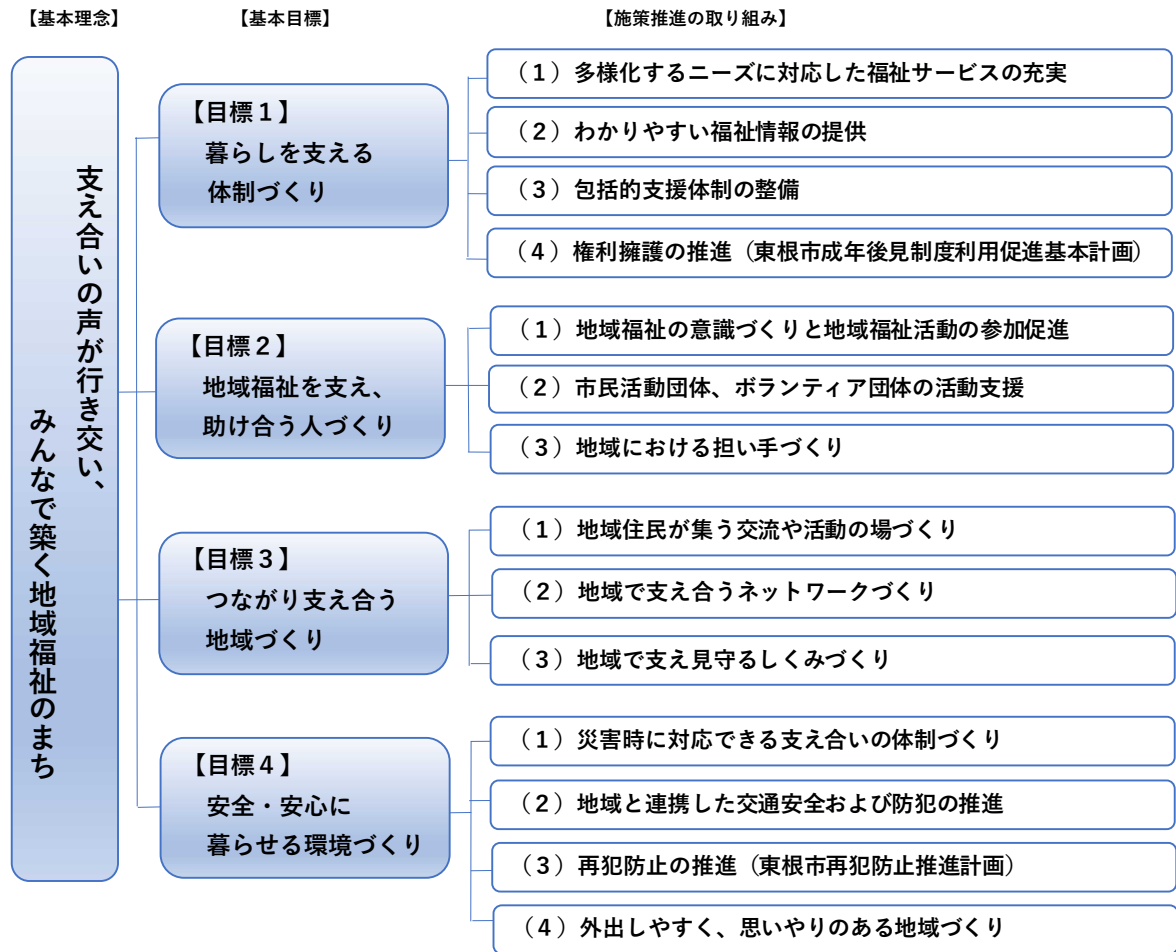 【基本理念】
【基本目標】
【施策推進の取り組み】
支え合いの声が行き交い、
みんなで築く地域福祉のまち
【目標１】
暮らしを支える
体制づくり
（１）多様化するニーズに対応した福祉サービスの充実
（２）わかりやすい福祉情報の提供
（３）包括的支援体制の整備
（４）権利擁護の推進（東根市成年後見制度利用促進基本計画）
【目標２】
地域福祉を支え、
助け合う人づくり
（１）地域福祉の意識づくりと地域福祉活動の参加促進
（２）市民活動団体、ボランティア団体の活動支援
（３）地域における担い手づくり
【目標３】
つながり支え合う
地域づくり
（１）地域住民が集う交流や活動の場づくり
（２）地域で支え合うネットワークづくり
（３）地域で支え見守るしくみづくり
【目標４】
安全・安心に
暮らせる環境づくり
（１）災害時に対応できる支え合いの体制づくり
（２）地域と連携した交通安全および防犯の推進
（３）再犯防止の推進（東根市再犯防止推進計画）
（４）外出しやすく、思いやりのある地域づくり